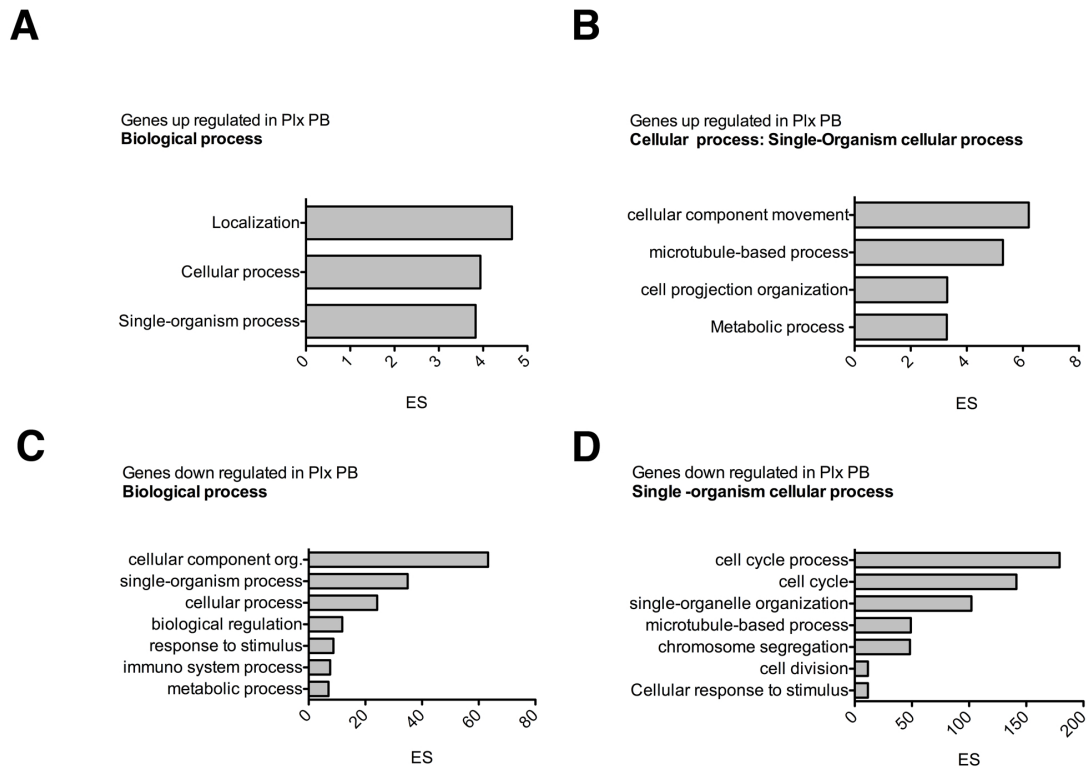 A
Genes up regulated in Plx PB
Biological process
Localization
Cellular process
Single-organism process
0 1 2 3 4 5
ES
B
Genes up regulated in Plx PB
Cellular process: Single-Organism cellular process
cellular component movement
microtubule-based process
cell progjection organization
Metabolic process
0 2 4 6 8
ES
C
Genes down regulated in Plx PB
Biological process
cellular component org.
single-organism process
cellular process
biological regulation
response to stimulus
immuno system process
metabolic process
0 20 40 60 80
ES
D
Genes down regulated in Plx PB
Single -organism cellular process
cell cycle process
cell cycle
single-organelle organization
microtubule-based process
chromosome segregation
cell division
Cellular response to stimulus
0 50 100 150 200
ES